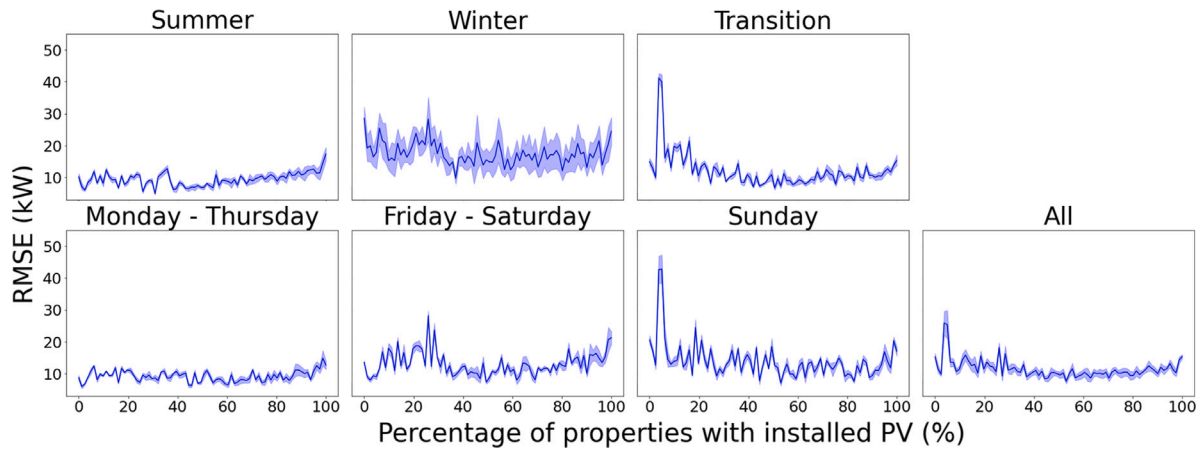 Summer Winter Transition
50
40
30
20
10
Monday - Thursday Friday - Saturday Sunday All
50
40
30
20
10
0 20 40 60 80 100 0 20 40 60 80 100 0 20 40 60 80 100 0 20 40 60 80 100
RMSE (kW)
Percentage of properties with installed PV (%)